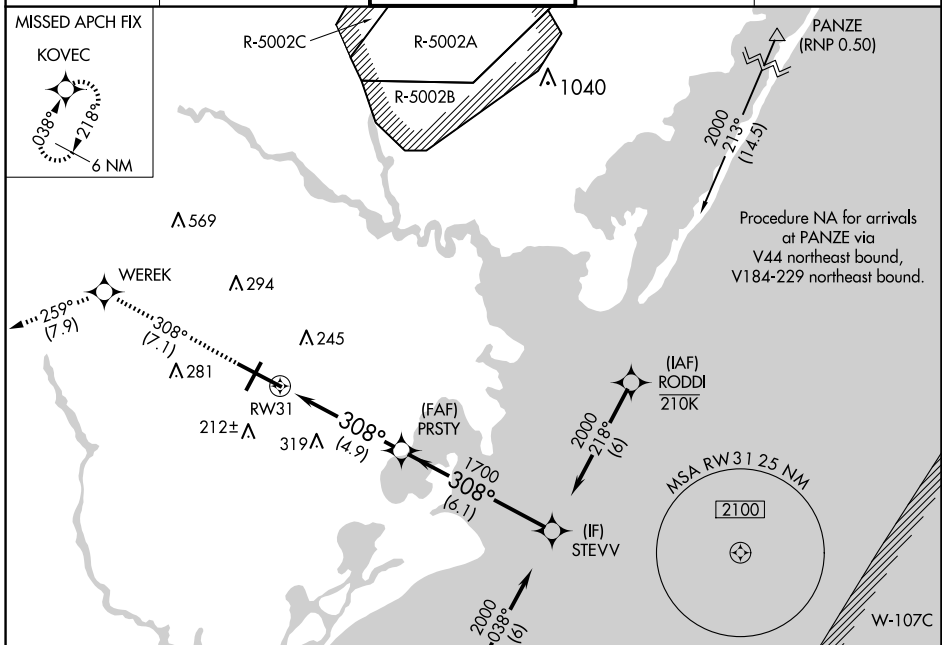 MISSED APCH FIX
KOVEC
038°
218°
6 NM
R-5002C
R-5002A
R-5002B
1040
PANZE
(RNP 0.50)
2000
213°
(14.5)
Procedure NA for arrivals
at PANZE via
V44 northeast bound,
V184-229 northeast bound.
569
WEREK
294
259°
(7.9)
308°
(7.1)
245
281
RW31
212±
319
308°
(4.9)
(FAF)
PRSTY
1700
308°
(6.1)
(IAF)
RODDI
210K
2000
218°
(6)
(IF)
STEVV
2000
038°
(6)
MSA RW31 25 NM
2100
W-107C